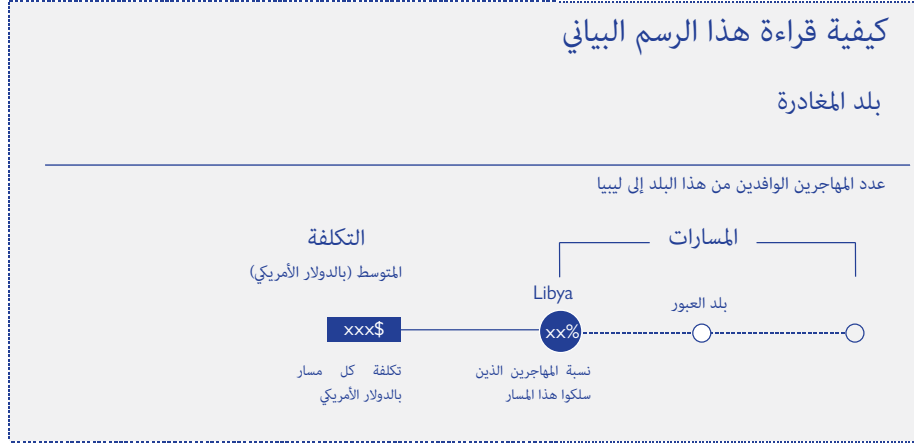 كيفية قراءة هذا الرسم البياني
بلد المغادرة
عدد المهاجرين الوافدين من هذا البلد إلى ليبيا
المسارات
التكلفة
المتوسط (بالدولار الأمريكي)
بلد العبور
Libya
xx%
xxx$
نسبة المهاجرين الذين
سلكوا هذا المسار
تكلفة كل مسار
بالدولار الأمريكي